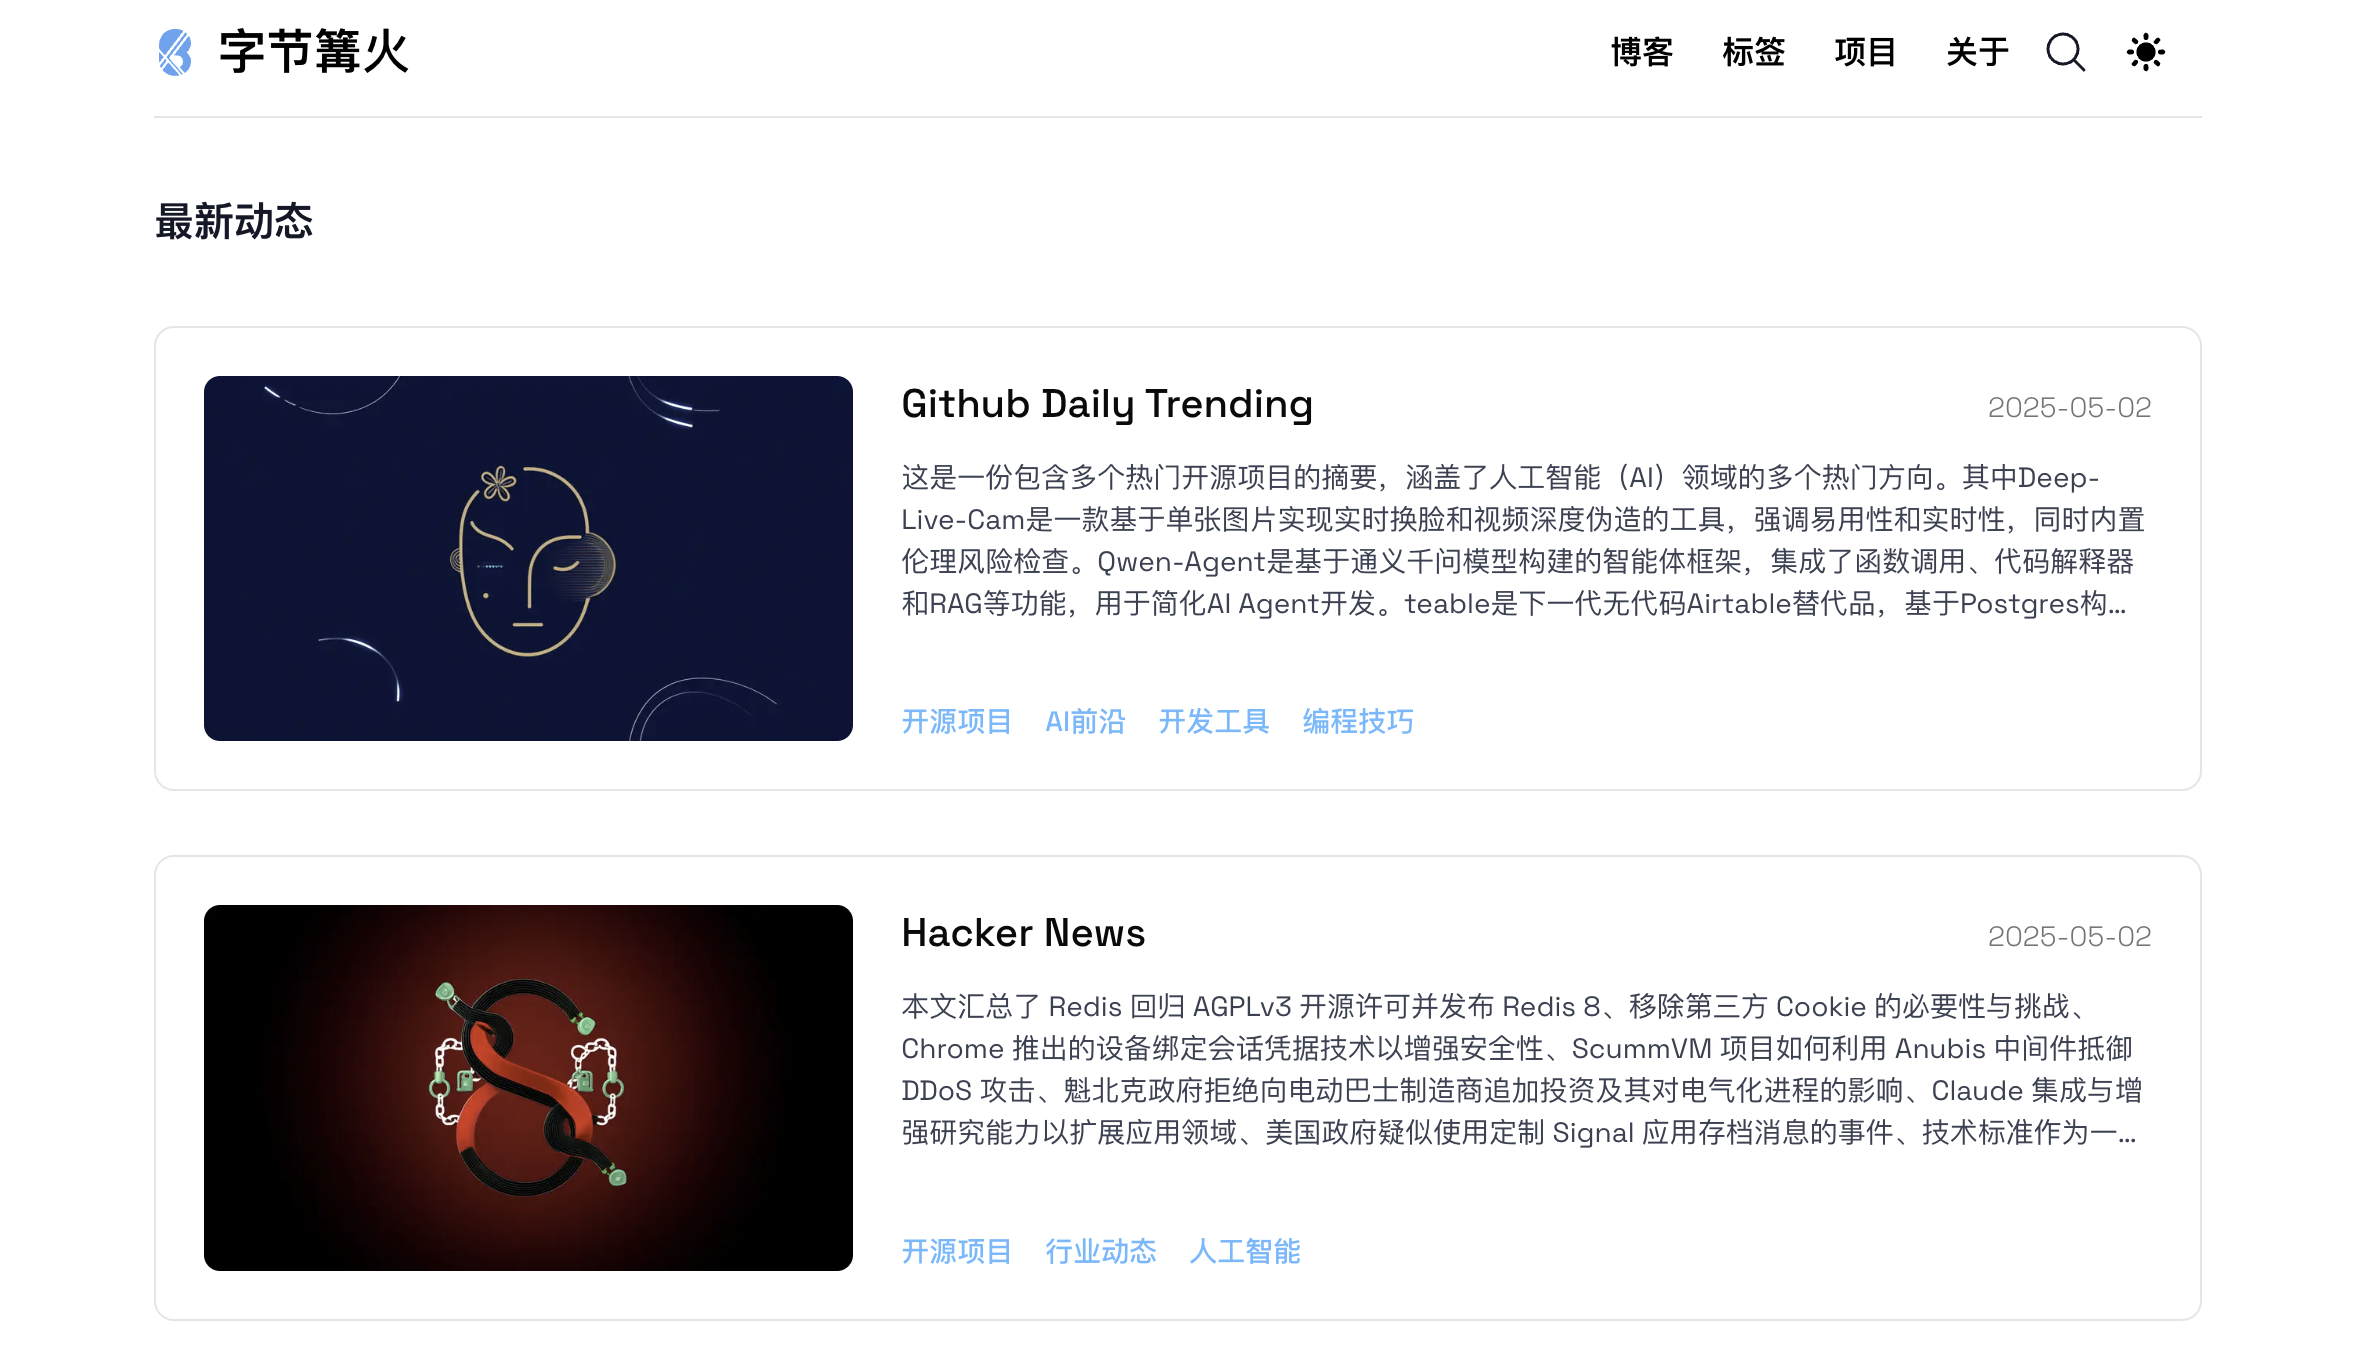 字节篝火
博客 标签 项目 关于
最新动态
Github Daily Trending
2025-05-02
这是一份包含多个热门开源项目的摘要，涵盖了人工智能（AI）领域的多个热门方向。其中Deep-
Live-Cam是一款基于单张图片实现实时换脸和视频深度伪造的工具，强调易用性和实时性，同时内置
伦理风险检查。Qwen-Agent是基于通义千问模型构建的智能体框架，集成了函数调用、代码解释器
和RAG等功能，用于简化AI Agent开发。teable是下一代无代码Airtable替代品，基于Postgres构...
开源项目 AI前沿 开发工具 编程技巧
Hacker News
2025-05-02
本文汇总了 Redis 回归 AGPLv3 开源许可并发布 Redis 8、移除第三方 Cookie 的必要性与挑战、
Chrome 推出的设备绑定会话凭据技术以增强安全性、ScummVM 项目如何利用 Anubis 中间件抵御
DDoS 攻击、魁北克政府拒绝向电动巴士制造商追加投资及其对电气化进程的影响、Claude 集成与增
强研究能力以扩展应用领域、美国政府疑似使用定制 Signal 应用存档消息的事件、技术标准作为一...
开源项目 行业动态 人工智能